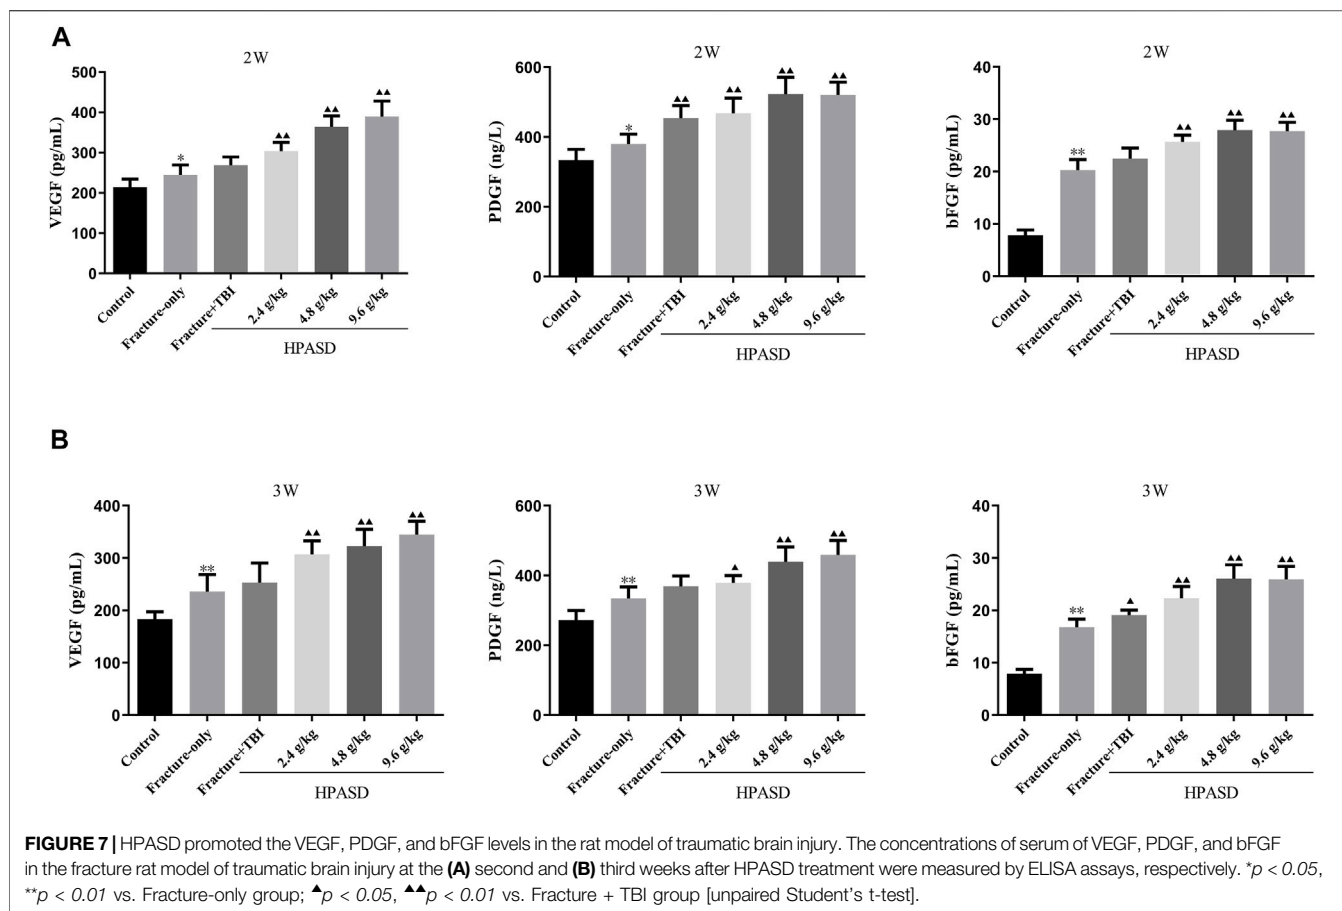 A
2W
500
400
300
200
100
0
VEGF (pg/mL)
▲▲
▲▲
▲▲
*
Control
Fracture-only
Fracture+TBI
2.4 g/kg
4.8 g/kg
9.6 g/kg
HPASD
2W
600
400
200
0
PDGF (ng/L)
*
▲▲
▲▲
▲▲
▲▲
Control
Fracture-only
Fracture+TBI
2.4 g/kg
4.8 g/kg
9.6 g/kg
HPASD
2W
40
30
20
10
0
bFGF (pg/mL)
**
▲▲
▲▲
▲▲
Control
Fracture-only
Fracture+TBI
2.4 g/kg
4.8 g/kg
9.6 g/kg
HPASD
B
3W
400
300
200
100
0
VEGF (pg/mL)
**
▲▲
▲▲
▲▲
Control
Fracture-only
Fracture+TBI
2.4 g/kg
4.8 g/kg
9.6 g/kg
HPASD
3W
600
400
200
0
PDGF (ng/L)
**
▲
▲▲
▲▲
Control
Fracture-only
Fracture+TBI
2.4 g/kg
4.8 g/kg
9.6 g/kg
HPASD
3W
40
30
20
10
0
bFGF (pg/mL)
**
▲
▲▲
▲▲
▲▲
Control
Fracture-only
Fracture+TBI
2.4 g/kg
4.8 g/kg
9.6 g/kg
HPASD
FIGURE 7 | HPASD promoted the VEGF, PDGF, and bFGF levels in the rat model of traumatic brain injury. The concentrations of serum of VEGF, PDGF, and bFGF
in the fracture rat model of traumatic brain injury at the (A) second and (B) third weeks after HPASD treatment were measured by ELISA assays, respectively. *p < 0.05,
**p < 0.01 vs. Fracture-only group; ▲p < 0.05, ▲▲p < 0.01 vs. Fracture + TBI group [unpaired Student's t-test].